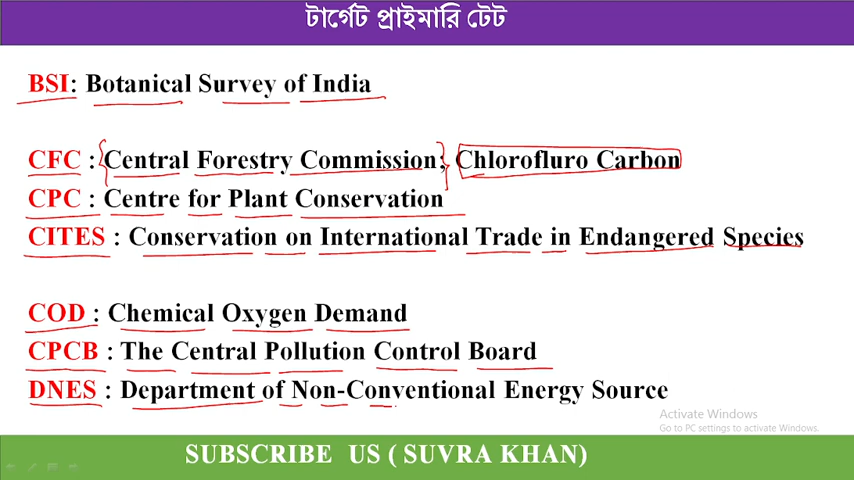 টার্গেট প্রাইমারি টেট
BSI: Botanical Survey of India
CFC : Central Forestry Commission; Chlorofluro Carbon
CPC : Centre for Plant Conservation
CITES : Conservation on International Trade in Endangered Species
COD : Chemical Oxygen Demand
CPCB : The Central Pollution Control Board
DNES : Department of Non-Conventional Energy Source
Activate Windows
Go to PC settings to activate Windows.
SUBSCRIBE US ( SUVRA KHAN)